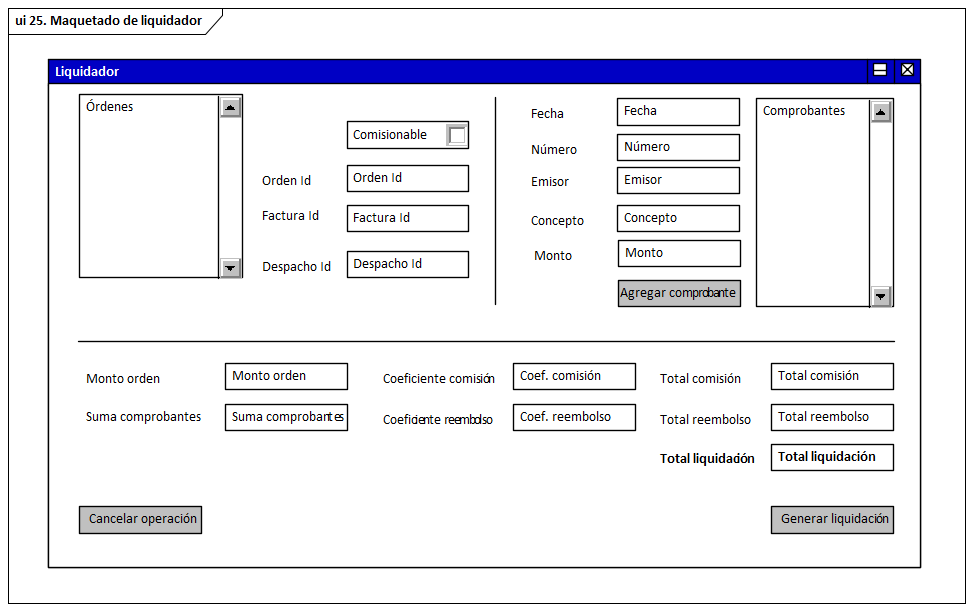 ui 25. Maquetado de liquidador
Liquidador
Órdenes
Comisionable
Orden Id Orden Id
Factura Id Factura Id
Despacho Id Despacho Id
Fecha Fecha
Número Número
Emisor Emisor
Concepto Concepto
Monto Monto
Agregar comprobante
Comprobantes
Monto orden Monto orden Coeficiente comisión Coef. comisión Total comisión Total comisión
Suma comprobantes Suma comprobantes Coeficiente reembolso Coef. reembolso Total reembolso Total reembolso
Total liquidación Total liquidación
Cancelar operación Generar liquidación